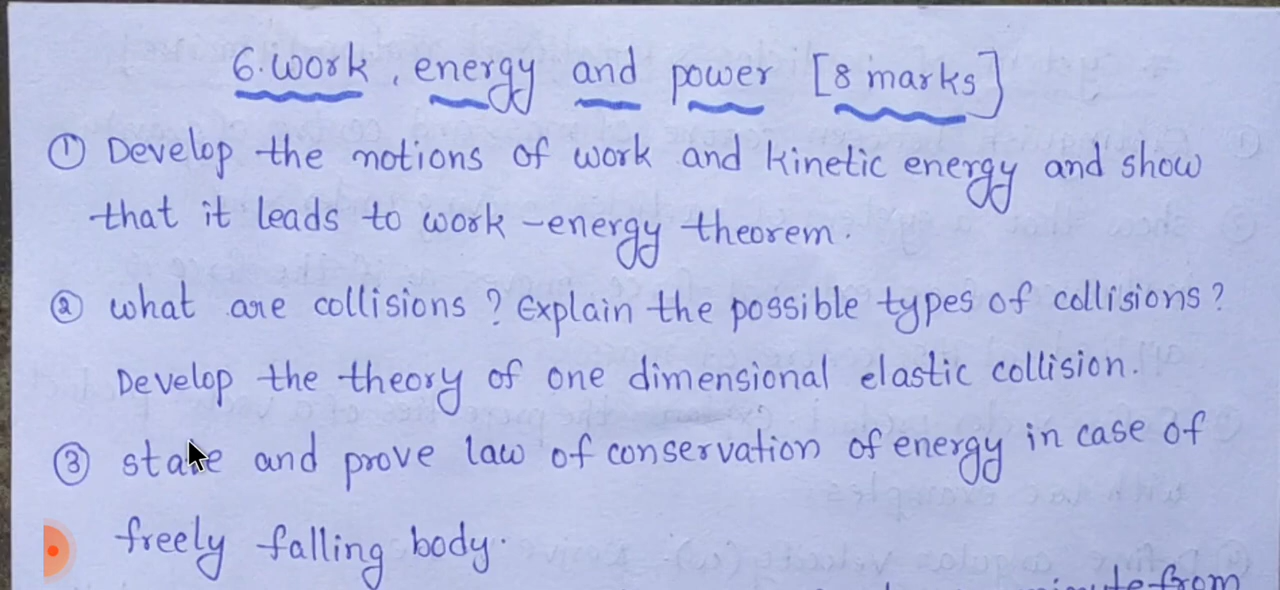 6. work, energy and power [8 marks]
① Develop the notions of work and kinetic energy and show
that it leads to work-energy theorem.
② what are collisions? Explain the possible types of collisions?
Develop the theory of one dimensional elastic collision.
③ state and prove law of conservation of energy in case of
freely falling body.
minute from